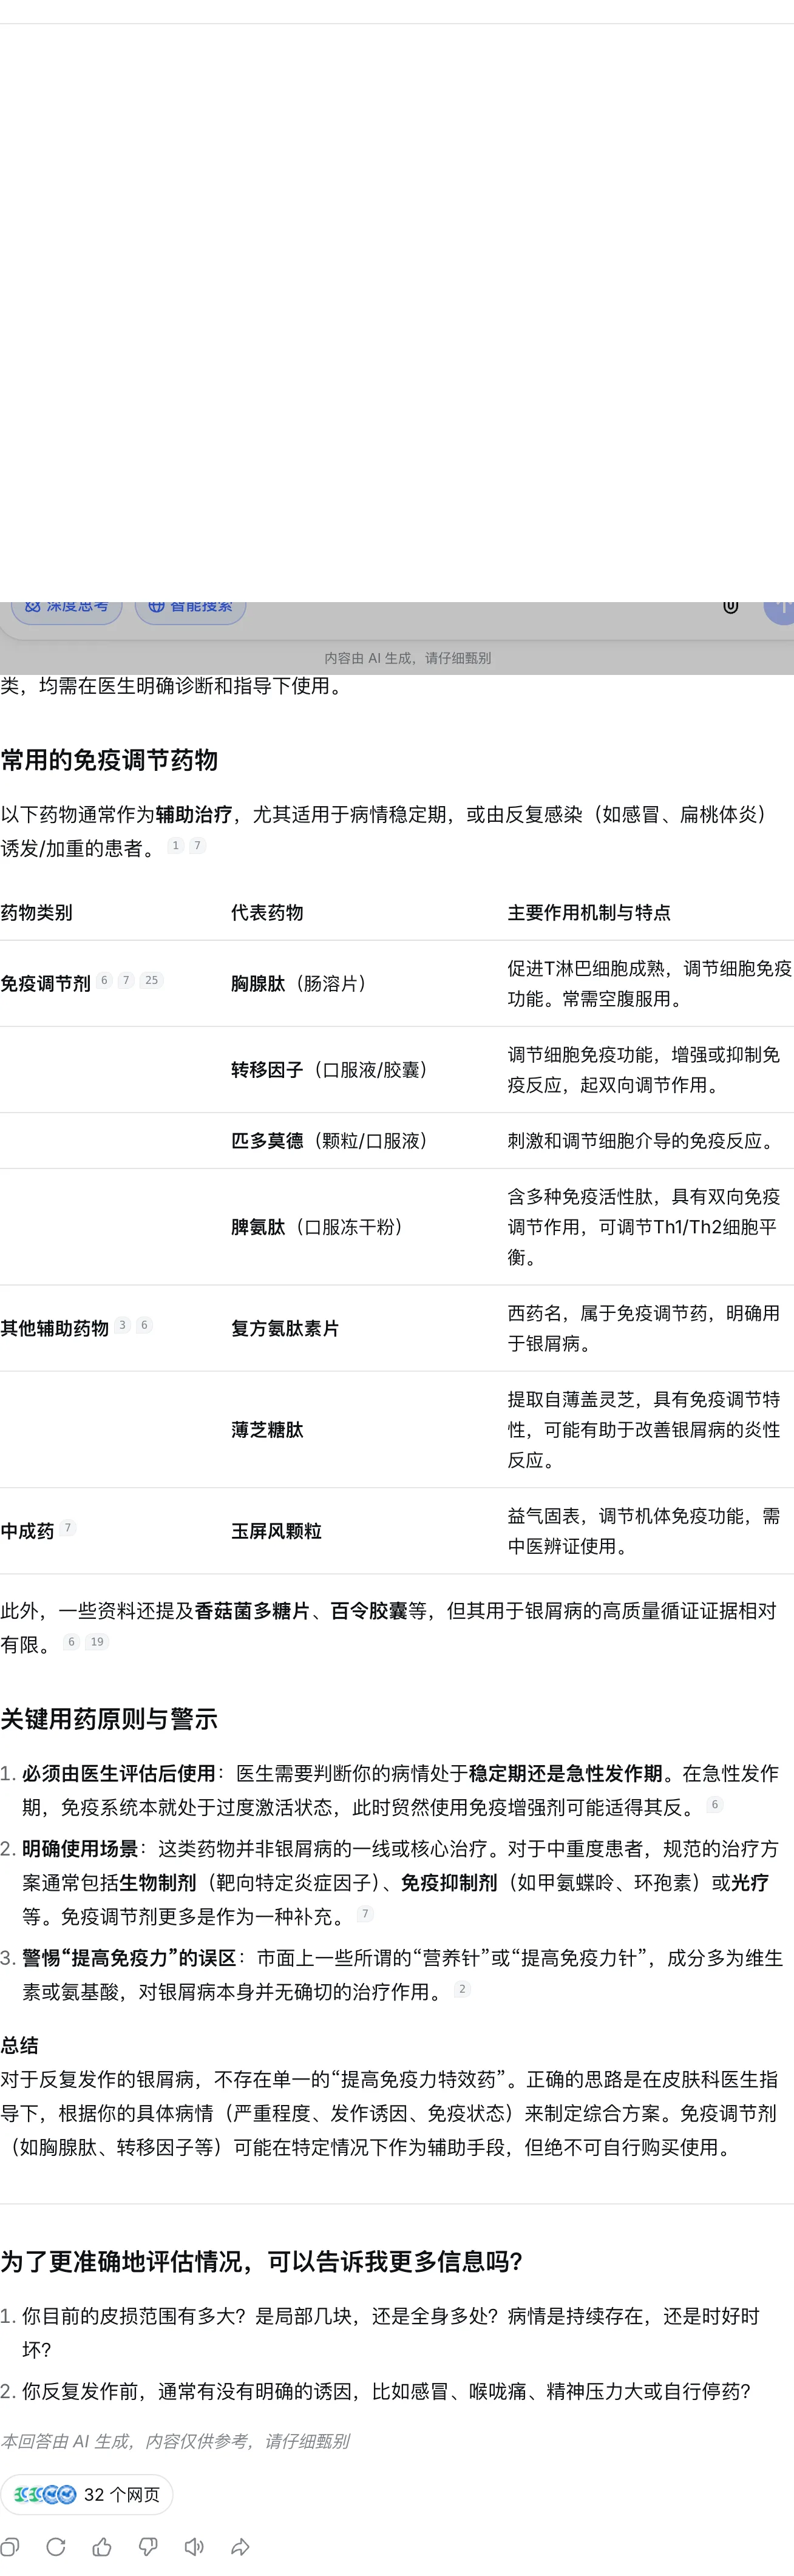 深度思考 智能搜索
内容由 AI 生成，请仔细甄别
类，均需在医生明确诊断和指导下使用。
常用的免疫调节药物
以下药物通常作为辅助治疗，尤其适用于病情稳定期，或由反复感染（如感冒、扁桃体炎）
诱发/加重的患者。 1 7
药物类别 代表药物 主要作用机制与特点
免疫调节剂 6 7 25 胸腺肽（肠溶片） 促进T淋巴细胞成熟，调节细胞免疫
功能。常需空腹服用。
转移因子（口服液/胶囊） 调节细胞免疫功能，增强或抑制免
疫反应，起双向调节作用。
匹多莫德（颗粒/口服液） 刺激和调节细胞介导的免疫反应。
脾氨肽（口服冻干粉） 含多种免疫活性肽，具有双向免疫
调节作用，可调节Th1/Th2细胞平
衡。
其他辅助药物 3 6 复方氨肽素片 西药名，属于免疫调节药，明确用
于银屑病。
薄芝糖肽 提取自薄盖灵芝，具有免疫调节特
性，可能有助于改善银屑病的炎性
反应。
中成药 7 玉屏风颗粒 益气固表，调节机体免疫功能，需
中医辨证使用。
此外，一些资料还提及香菇菌多糖片、百令胶囊等，但其用于银屑病的高质量循证证据相对
有限。 6 19
关键用药原则与警示
1. 必须由医生评估后使用：医生需要判断你的病情处于稳定期还是急性发作期。在急性发作
期，免疫系统本就处于过度激活状态，此时贸然使用免疫增强剂可能适得其反。 6
2. 明确使用场景：这类药物并非银屑病的一线或核心治疗。对于中重度患者，规范的治疗方
案通常包括生物制剂（靶向特定炎症因子）、免疫抑制剂（如甲氨蝶呤、环孢素）或光疗
等。免疫调节剂更多是作为一种补充。 7
3. 警惕“提高免疫力”的误区：市面上一些所谓的“营养针”或“提高免疫力针”，成分多为维生
素或氨基酸，对银屑病本身并无确切的治疗作用。 2
总结
对于反复发作的银屑病，不存在单一的“提高免疫力特效药”。正确的思路是在皮肤科医生指
导下，根据你的具体病情（严重程度、发作诱因、免疫状态）来制定综合方案。免疫调节剂
（如胸腺肽、转移因子等）可能在特定情况下作为辅助手段，但绝不可自行购买使用。
为了更准确地评估情况，可以告诉我更多信息吗？
1. 你目前的皮损范围有多大？是局部几块，还是全身多处？病情是持续存在，还是时好时
坏？
2. 你反复发作前，通常有没有明确的诱因，比如感冒、喉咙痛、精神压力大或自行停药？
本回答由 AI 生成，内容仅供参考，请仔细甄别
32 个网页